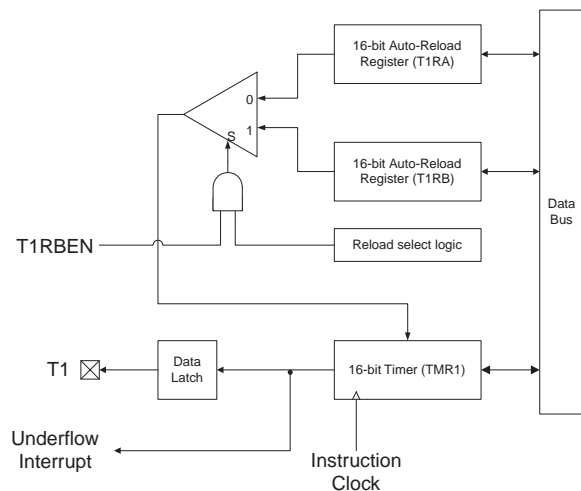 16-bit Auto-Reload
Register (T1RA)
0
1
S
16-bit Auto-Reload
Register (T1RB)
Data
Bus
T1RBEN
Reload select logic
T1
Data
Latch
16-bit Timer (TMR1)
Underflow
Interrupt
Instruction
Clock